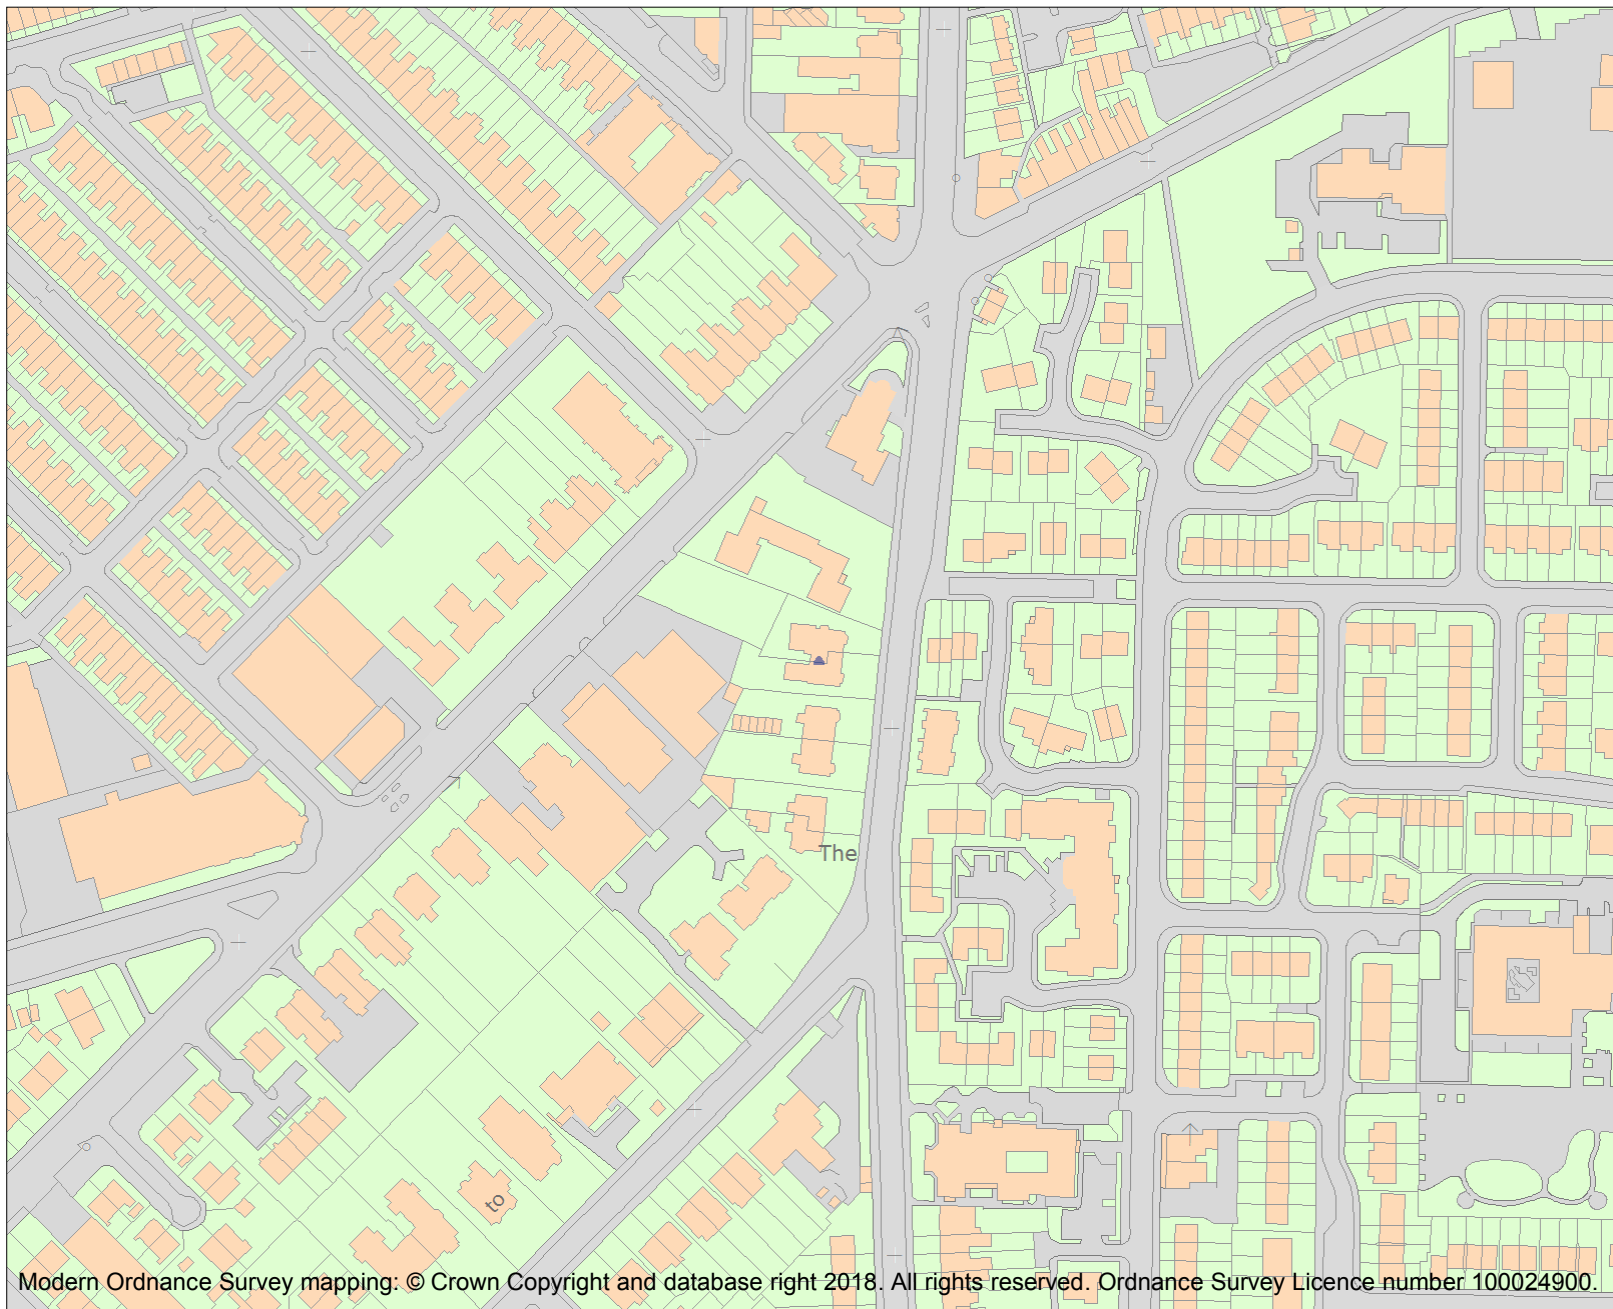 The
to
Modern Ordnance Survey mapping: © Crown Copyright and database right 2018. All rights reserved. Ordnance Survey Licence number 100024900.